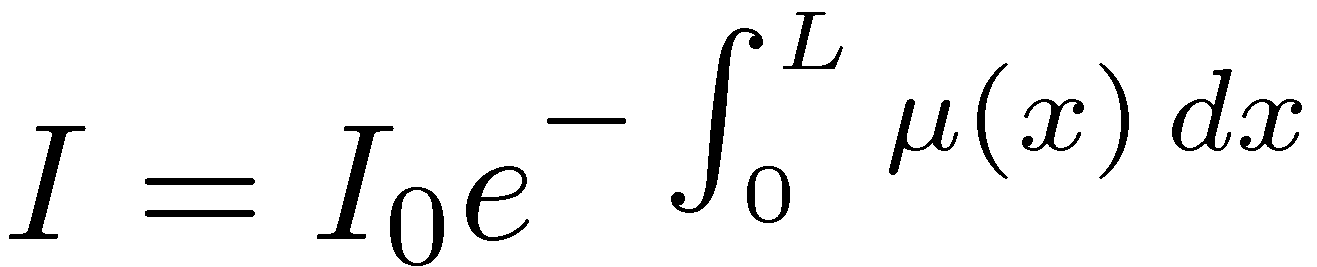 $I = I_0 e^{-\int_0^L \mu(x)\,dx}$